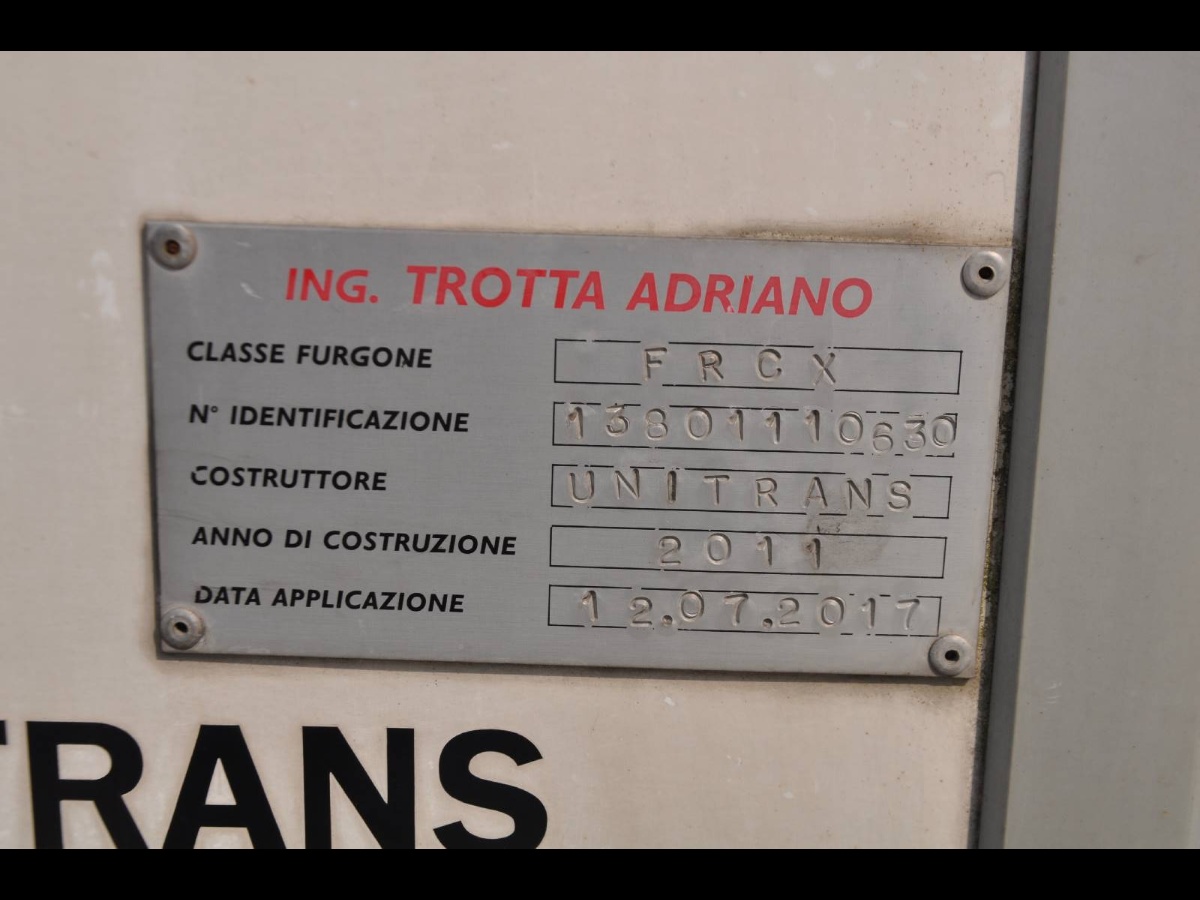 ING. TROTTA ADRIANO
CLASSE FURGONE FRCX
N° IDENTIFICAZIONE 13801110630
COSTRUTTORE UNITRANS
ANNO DI COSTRUZIONE 2011
DATA APPLICAZIONE 12.07.2017
TRANS